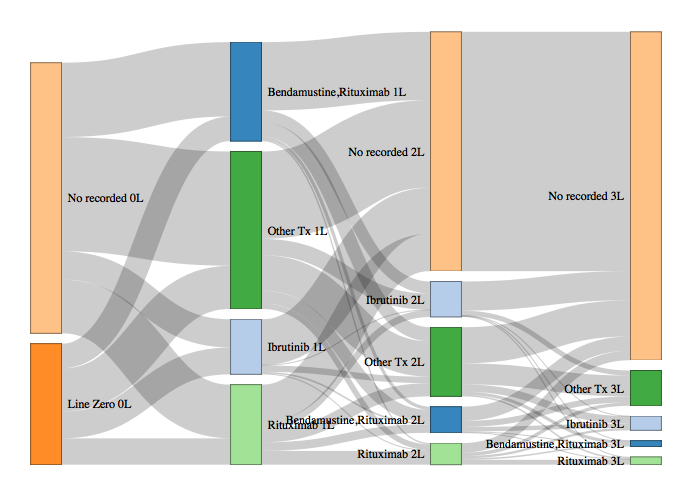 No recorded 0L
Line Zero 0L
Bendamustine,Rituximab 1L
Other Tx 1L
Ibrutinib 1L
Rituximab 1L
No recorded 2L
Ibrutinib 2L
Other Tx 2L
Bendamustine,Rituximab 2L
Rituximab 2L
No recorded 3L
Other Tx 3L
Ibrutinib 3L
Bendamustine,Rituximab 3L
Rituximab 3L